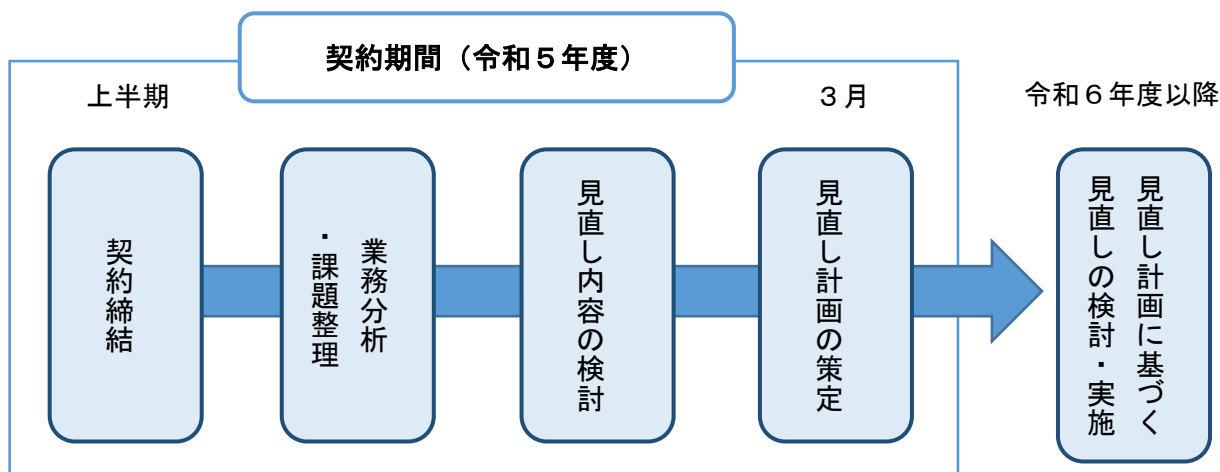 契約期間（令和５年度）
上半期
３月
令和６年度以降
契約締結
業務分析
・課題整理
見直し内容の検討
見直し計画の策定
見直し計画に基づく
見直しの検討・実施